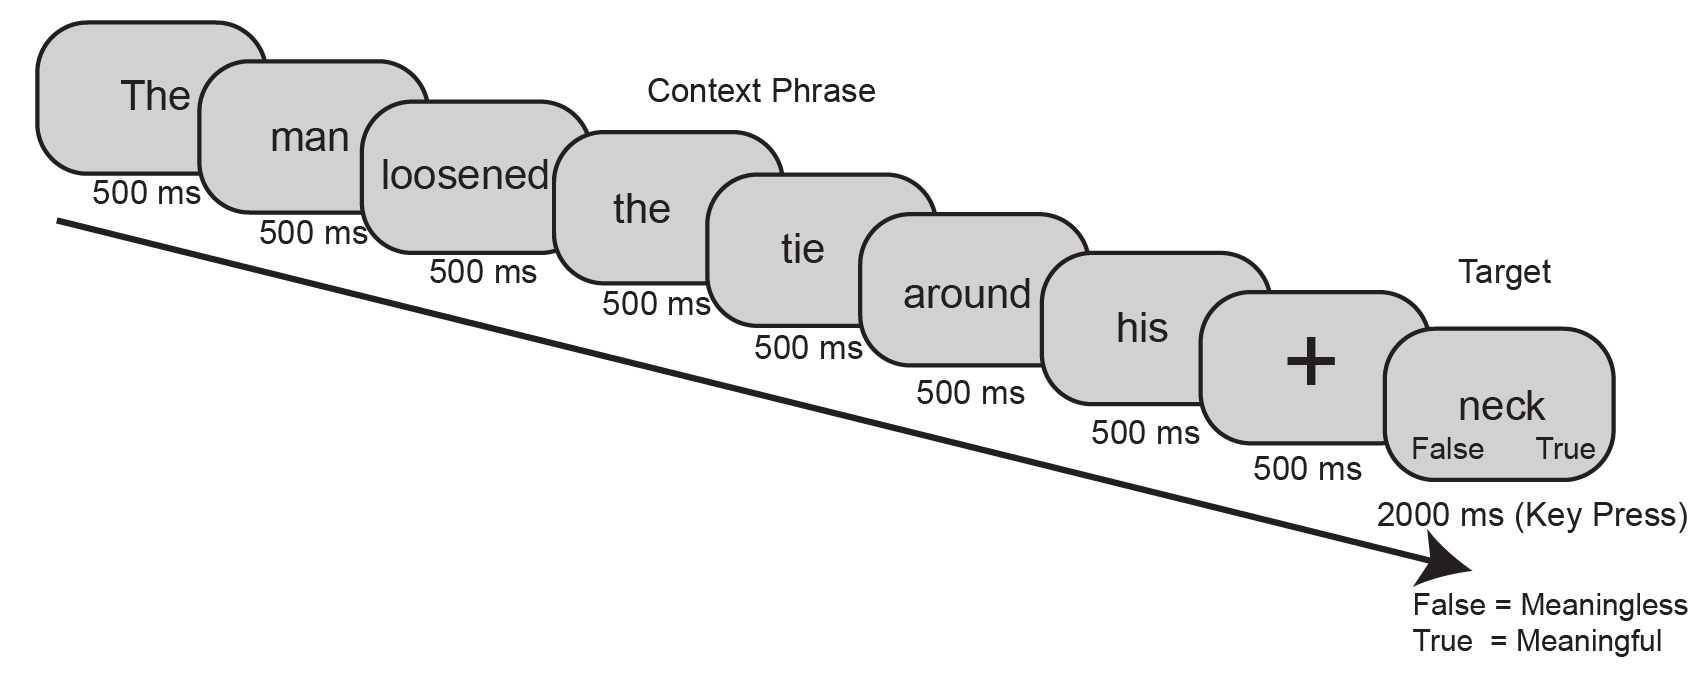 The
500 ms
man
500 ms
loosened
500 ms
Context Phrase
the
500 ms
tie
500 ms
around
500 ms
his
500 ms
+
500 ms
Target
neck
False True
2000 ms (Key Press)
False = Meaningless
True = Meaningful